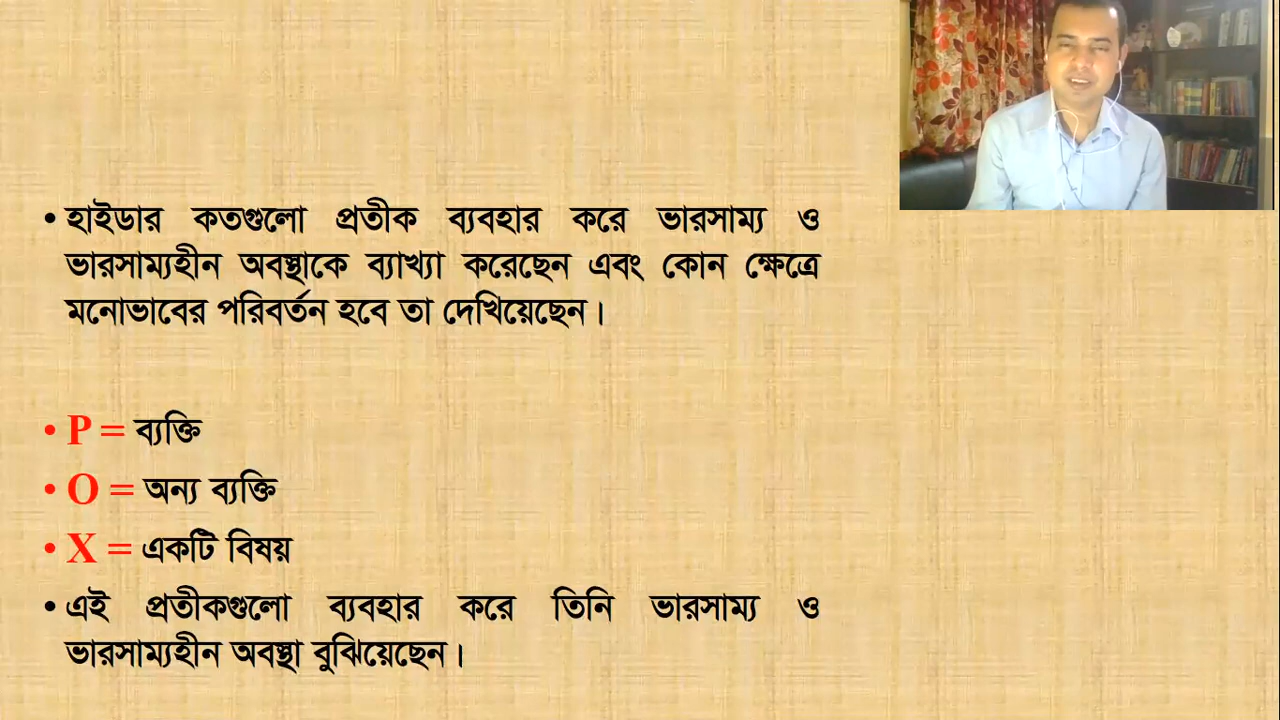 • হাইডার কতগুলো প্রতীক ব্যবহার করে ভারসাম্য ও
ভারসাম্যহীন অবস্থাকে ব্যাখ্যা করেছেন এবং কোন ক্ষেত্রে
মনোভাবের পরিবর্তন হবে তা দেখিয়েছেন।
• P = ব্যক্তি
• O = অন্য ব্যক্তি
• X = একটি বিষয়
• এই প্রতীকগুলো ব্যবহার করে তিনি ভারসাম্য ও
ভারসাম্যহীন অবস্থা বুঝিয়েছেন।